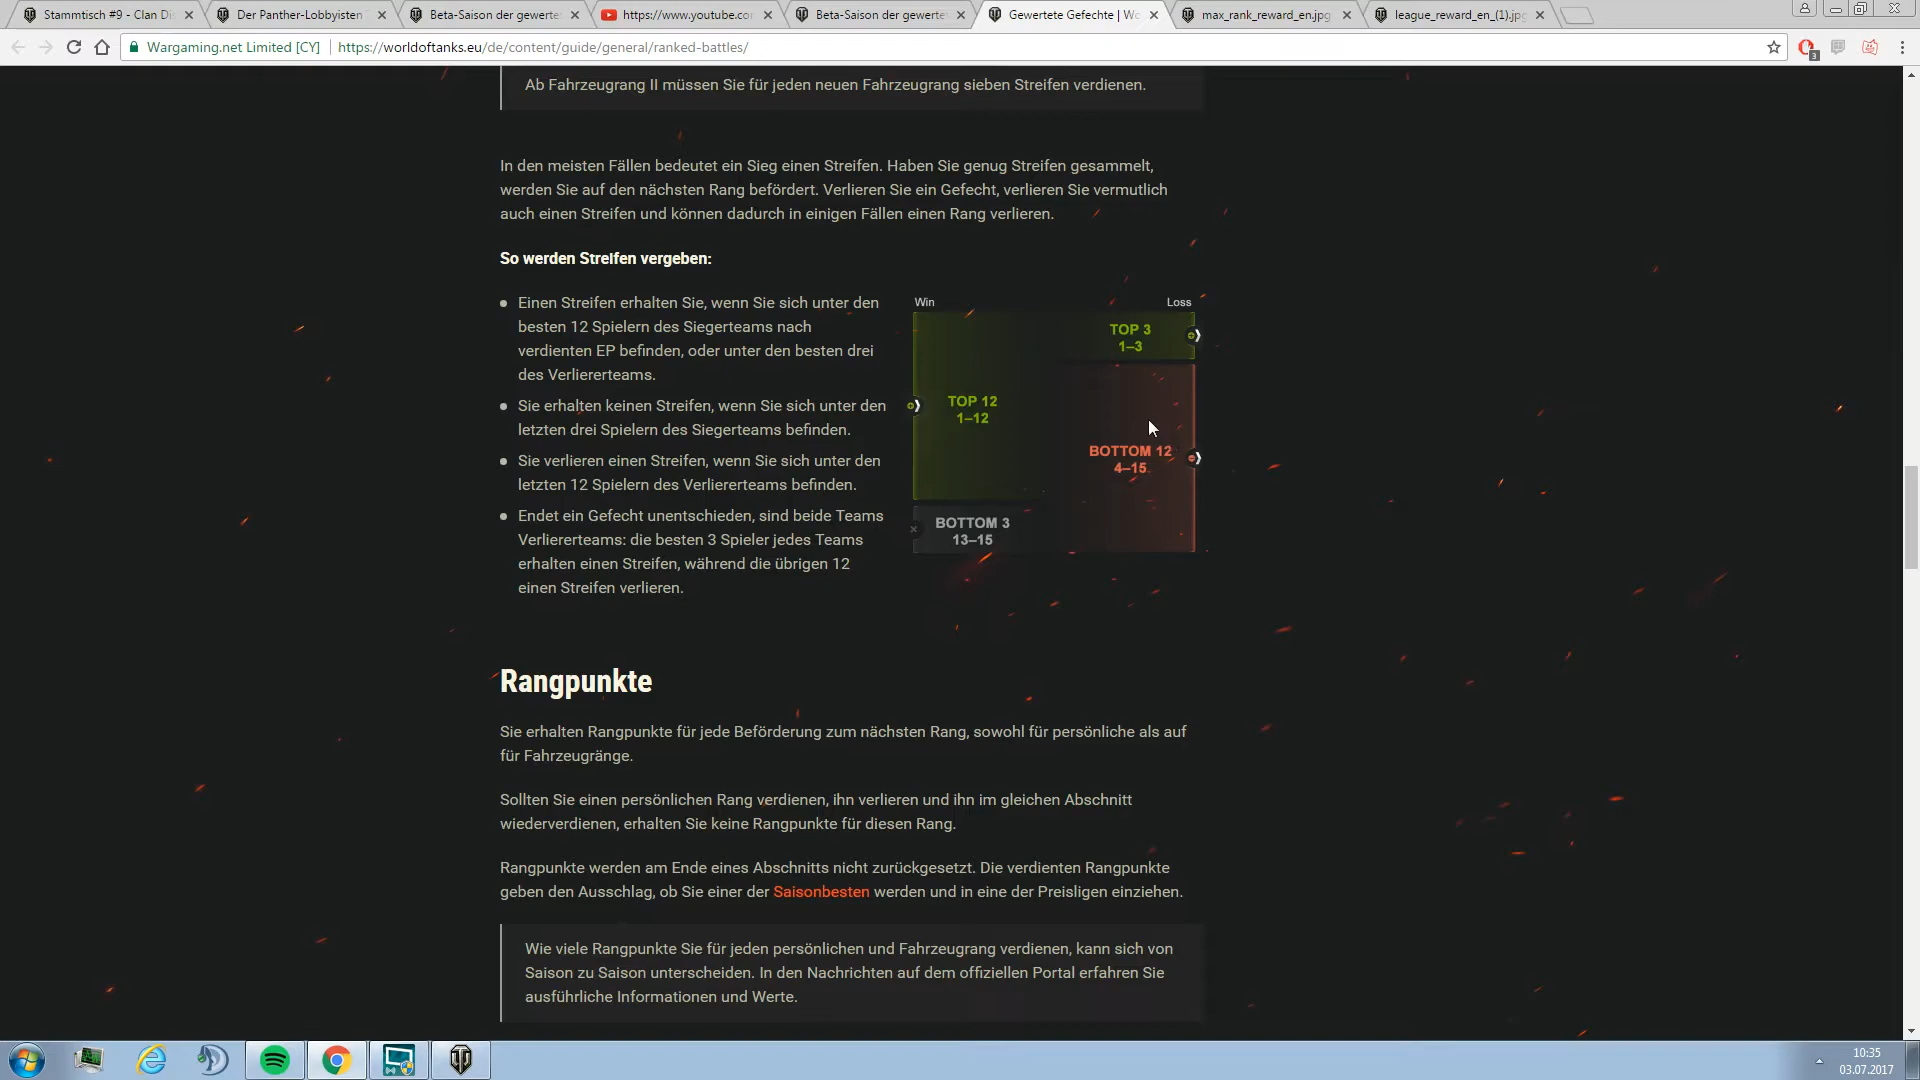 Stammtisch #9 - Clan Di
Der Panther-Lobbyisten
Beta-Saison der gewerte
https://www.youtube.co
Beta-Saison der gewerte
Gewertete Gefechte | Wo
max_rank_reward_en.jpg
league_reward_en_(1).jpg
Wargaming.net Limited [CY]
https://worldoftanks.eu/de/content/guide/general/ranked-battles/
3
Ab Fahrzeugrang II müssen Sie für jeden neuen Fahrzeugrang sieben Streifen verdienen.
In den meisten Fällen bedeutet ein Sieg einen Streifen. Haben Sie genug Streifen gesammelt,
werden Sie auf den nächsten Rang befördert. Verlieren Sie ein Gefecht, verlieren Sie vermutlich
auch einen Streifen und können dadurch in einigen Fällen einen Rang verlieren.
So werden Streifen vergeben:
Einen Streifen erhalten Sie, wenn Sie sich unter den
besten 12 Spielern des Siegerteams nach
verdienten EP befinden, oder unter den besten drei
des Verliererteams.
Sie erhalten keinen Streifen, wenn Sie sich unter den
letzten drei Spielern des Siegerteams befinden.
Sie verlieren einen Streifen, wenn Sie sich unter den
letzten 12 Spielern des Verliererteams befinden.
Endet ein Gefecht unentschieden, sind beide Teams
Verliererteams: die besten 3 Spieler jedes Teams
erhalten einen Streifen, während die übrigen 12
einen Streifen verlieren.
Win
Loss
TOP 3
1–3
TOP 12
1–12
BOTTOM 12
4–15
BOTTOM 3
13–15
Rangpunkte
Sie erhalten Rangpunkte für jede Beförderung zum nächsten Rang, sowohl für persönliche als auf
für Fahrzeugränge.
Sollten Sie einen persönlichen Rang verdienen, ihn verlieren und ihn im gleichen Abschnitt
wiederverdienen, erhalten Sie keine Rangpunkte für diesen Rang.
Rangpunkte werden am Ende eines Abschnitts nicht zurückgesetzt. Die verdienten Rangpunkte
geben den Ausschlag, ob Sie einer der Saisonbesten werden und in eine der Preisligen einziehen.
Wie viele Rangpunkte Sie für jeden persönlichen und Fahrzeugrang verdienen, kann sich von
Saison zu Saison unterscheiden. In den Nachrichten auf dem offiziellen Portal erfahren Sie
ausführliche Informationen und Werte.
10:35
03.07.2017